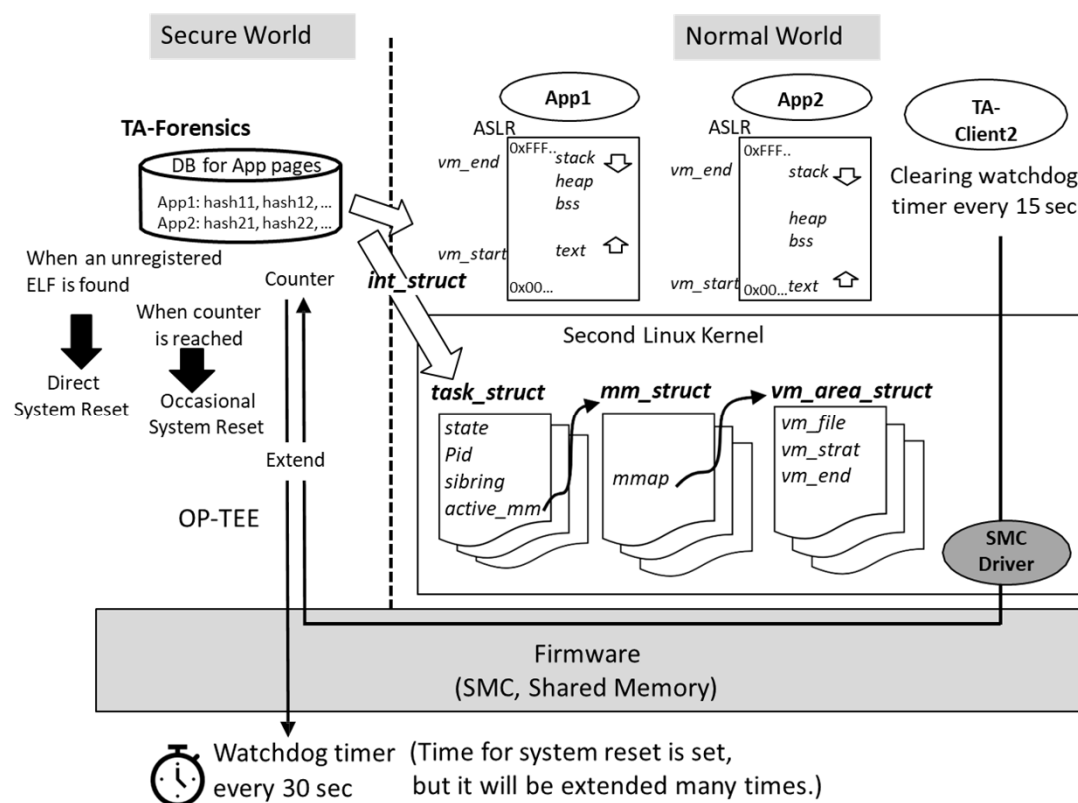 Secure World
Normal World
TA-Forensics
DB for App pages
App1: hash11, hash12, ...
App2: hash21, hash22, ...
When an unregistered
ELF is found
Direct
System Reset
When counter
is reached
Occasional
System Reset
Counter
Extend
OP-TEE
int_struct
App1
ASLR
vm_end
0xFFF..
stack
heap
bss
vm_start
text
0x00...
App2
ASLR
vm_end
0xFFF..
stack
heap
bss
vm_start
0x00...
text
TA-
Client2
Clearing watchdog
timer every 15 sec
Second Linux Kernel
task_struct
state
Pid
sibring
active_mm
mm_struct
mmap
vm_area_struct
vm_file
vm_strat
vm_end
SMC
Driver
Firmware
(SMC, Shared Memory)
Watchdog timer (Time for system reset is set,
every 30 sec but it will be extended many times.)